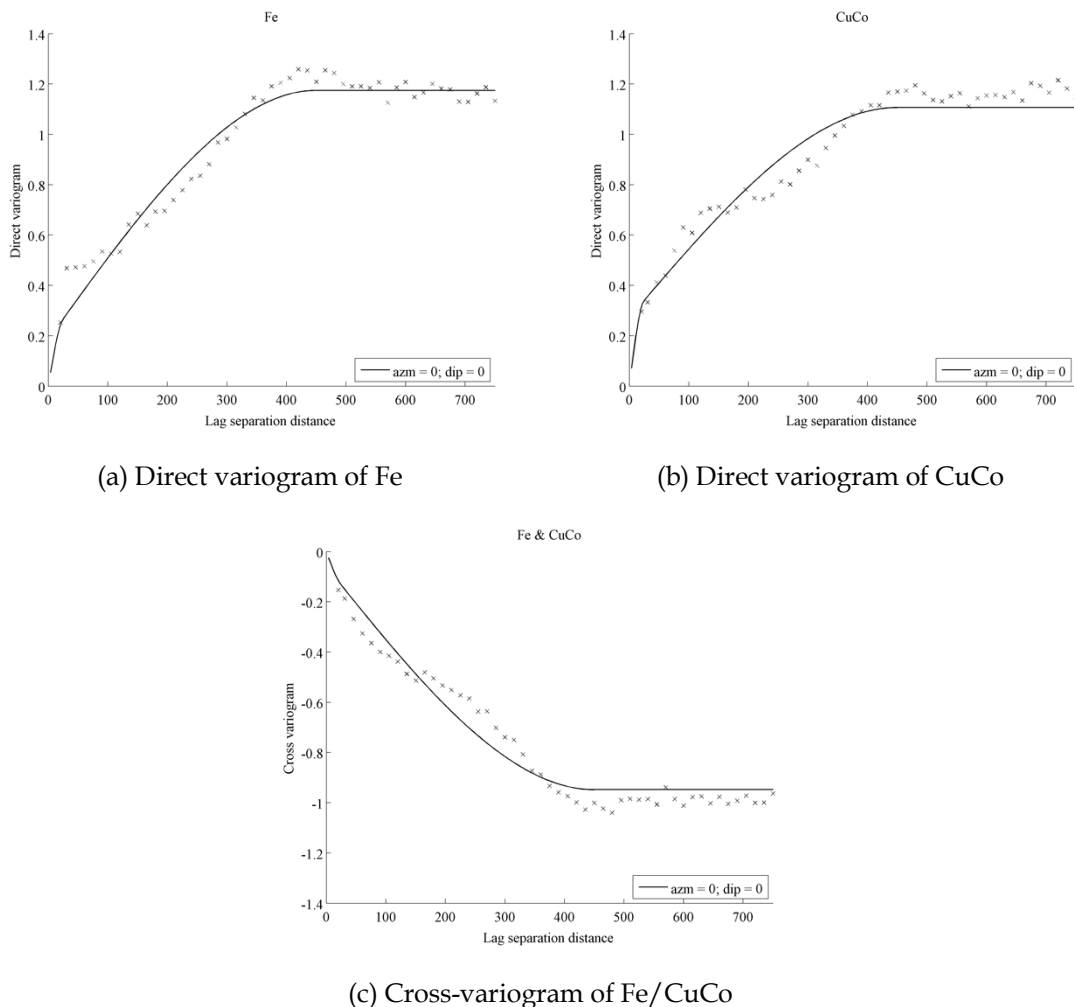 Fe
1.4
1.2
1
0.8
0.6
0.4
0.2
0
Direct variogram
0 100 200 300 400 500 600 700
Lag separation distance
azm = 0; dip = 0
(a) Direct variogram of Fe
CuCo
1.4
1.2
1
0.8
0.6
0.4
0.2
0
Direct variogram
0 100 200 300 400 500 600 700
Lag separation distance
azm = 0; dip = 0
(b) Direct variogram of CuCo
Fe & CuCo
0
-0.2
-0.4
-0.6
-0.8
-1
-1.2
-1.4
Cross variogram
0 100 200 300 400 500 600 700
Lag separation distance
azm = 0; dip = 0
(c) Cross-variogram of Fe/CuCo